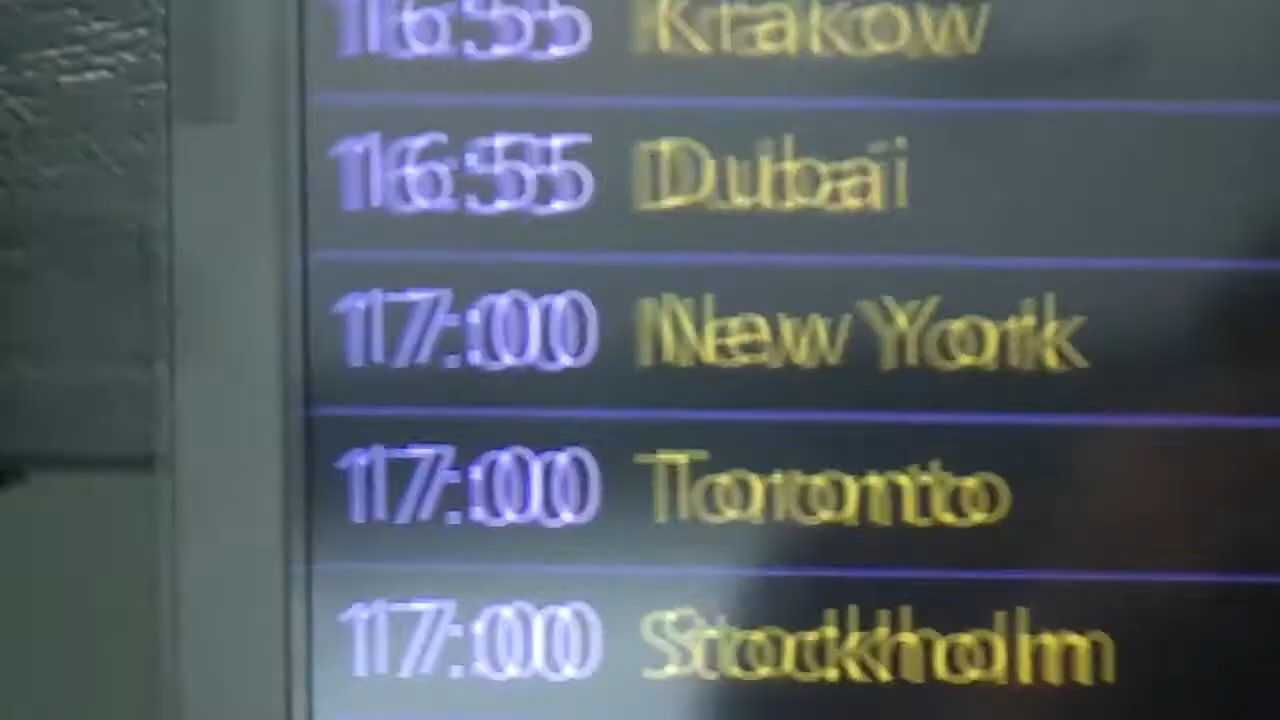 16:55 Krakow
16:55 Dubai
17:00 New York
17:00 Toronto
17:00 Stockholm